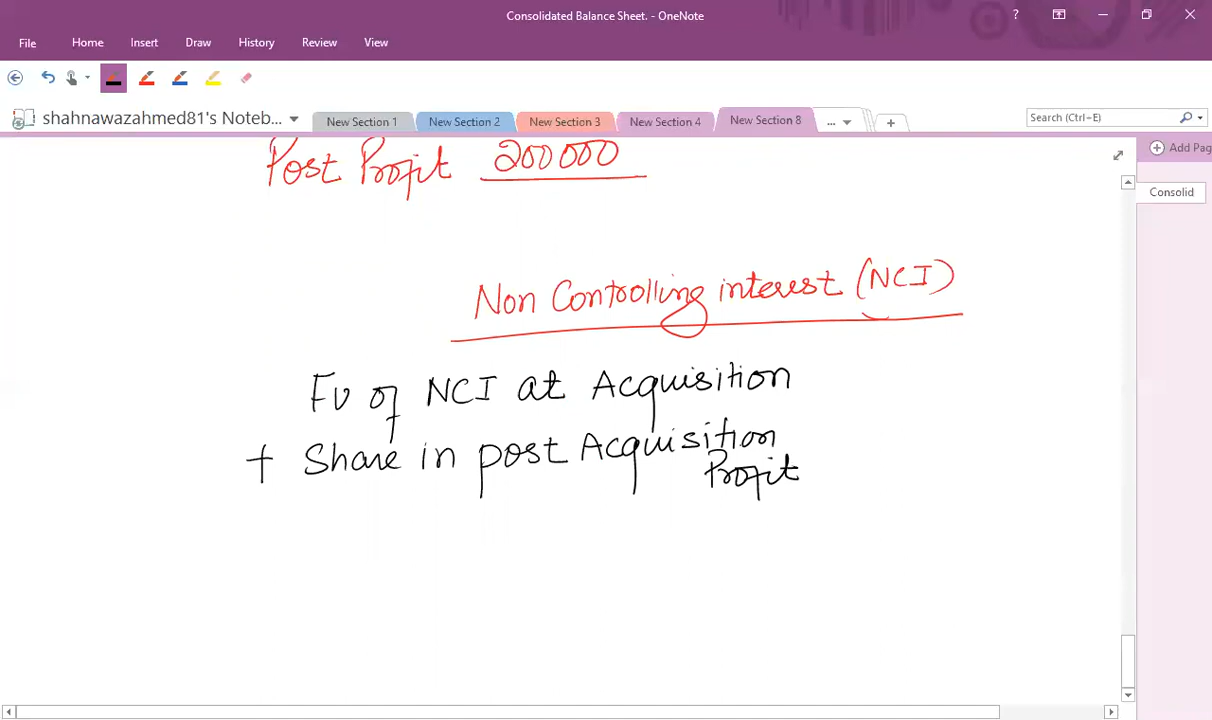 Consolidated Balance Sheet. - OneNote
?
File Home Insert Draw History Review View
shahnawazahmed81's Noteb... New Section 1 New Section 2 New Section 3 New Section 4 New Section 8 ... + Search (Ctrl+E)
Add Pag
Consolid
Post Profit 200000
Non Controlling interest (NCI)
Fv of NCI at Acquisition
+ Share in post Acquisition
Profit